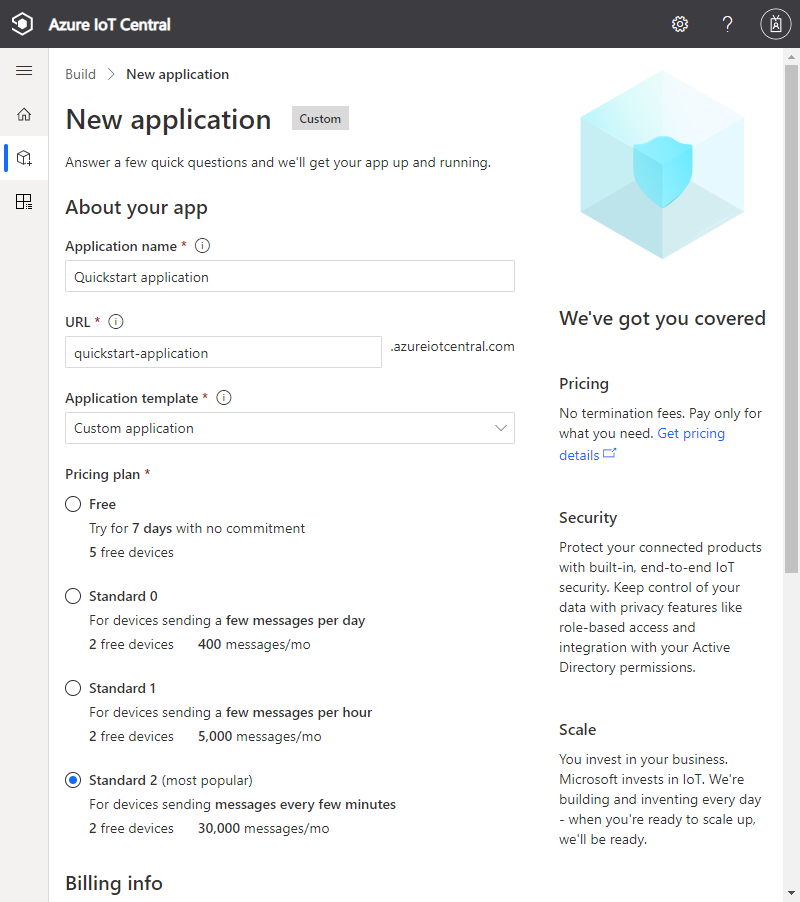 Azure IoT Central
?
Build > New application
New application Custom
Answer a few quick questions and we'll get your app up and running.
About your app
Application name *
Quickstart application
URL *
quickstart-application .azureiotcentral.com
Application template *
Custom application
Pricing plan *
Free
Try for 7 days with no commitment
5 free devices
Standard 0
For devices sending a few messages per day
2 free devices 400 messages/mo
Standard 1
For devices sending a few messages per hour
2 free devices 5,000 messages/mo
Standard 2 (most popular)
For devices sending messages every few minutes
2 free devices 30,000 messages/mo
Billing info
We've got you covered
Pricing
No termination fees. Pay only for
what you need. Get pricing
details
Security
Protect your connected products
with built-in, end-to-end IoT
security. Keep control of your
data with privacy features like
role-based access and
integration with your Active
Directory permissions.
Scale
You invest in your business.
Microsoft invests in IoT. We're
building and inventing every day
- when you're ready to scale up,
we'll be ready.